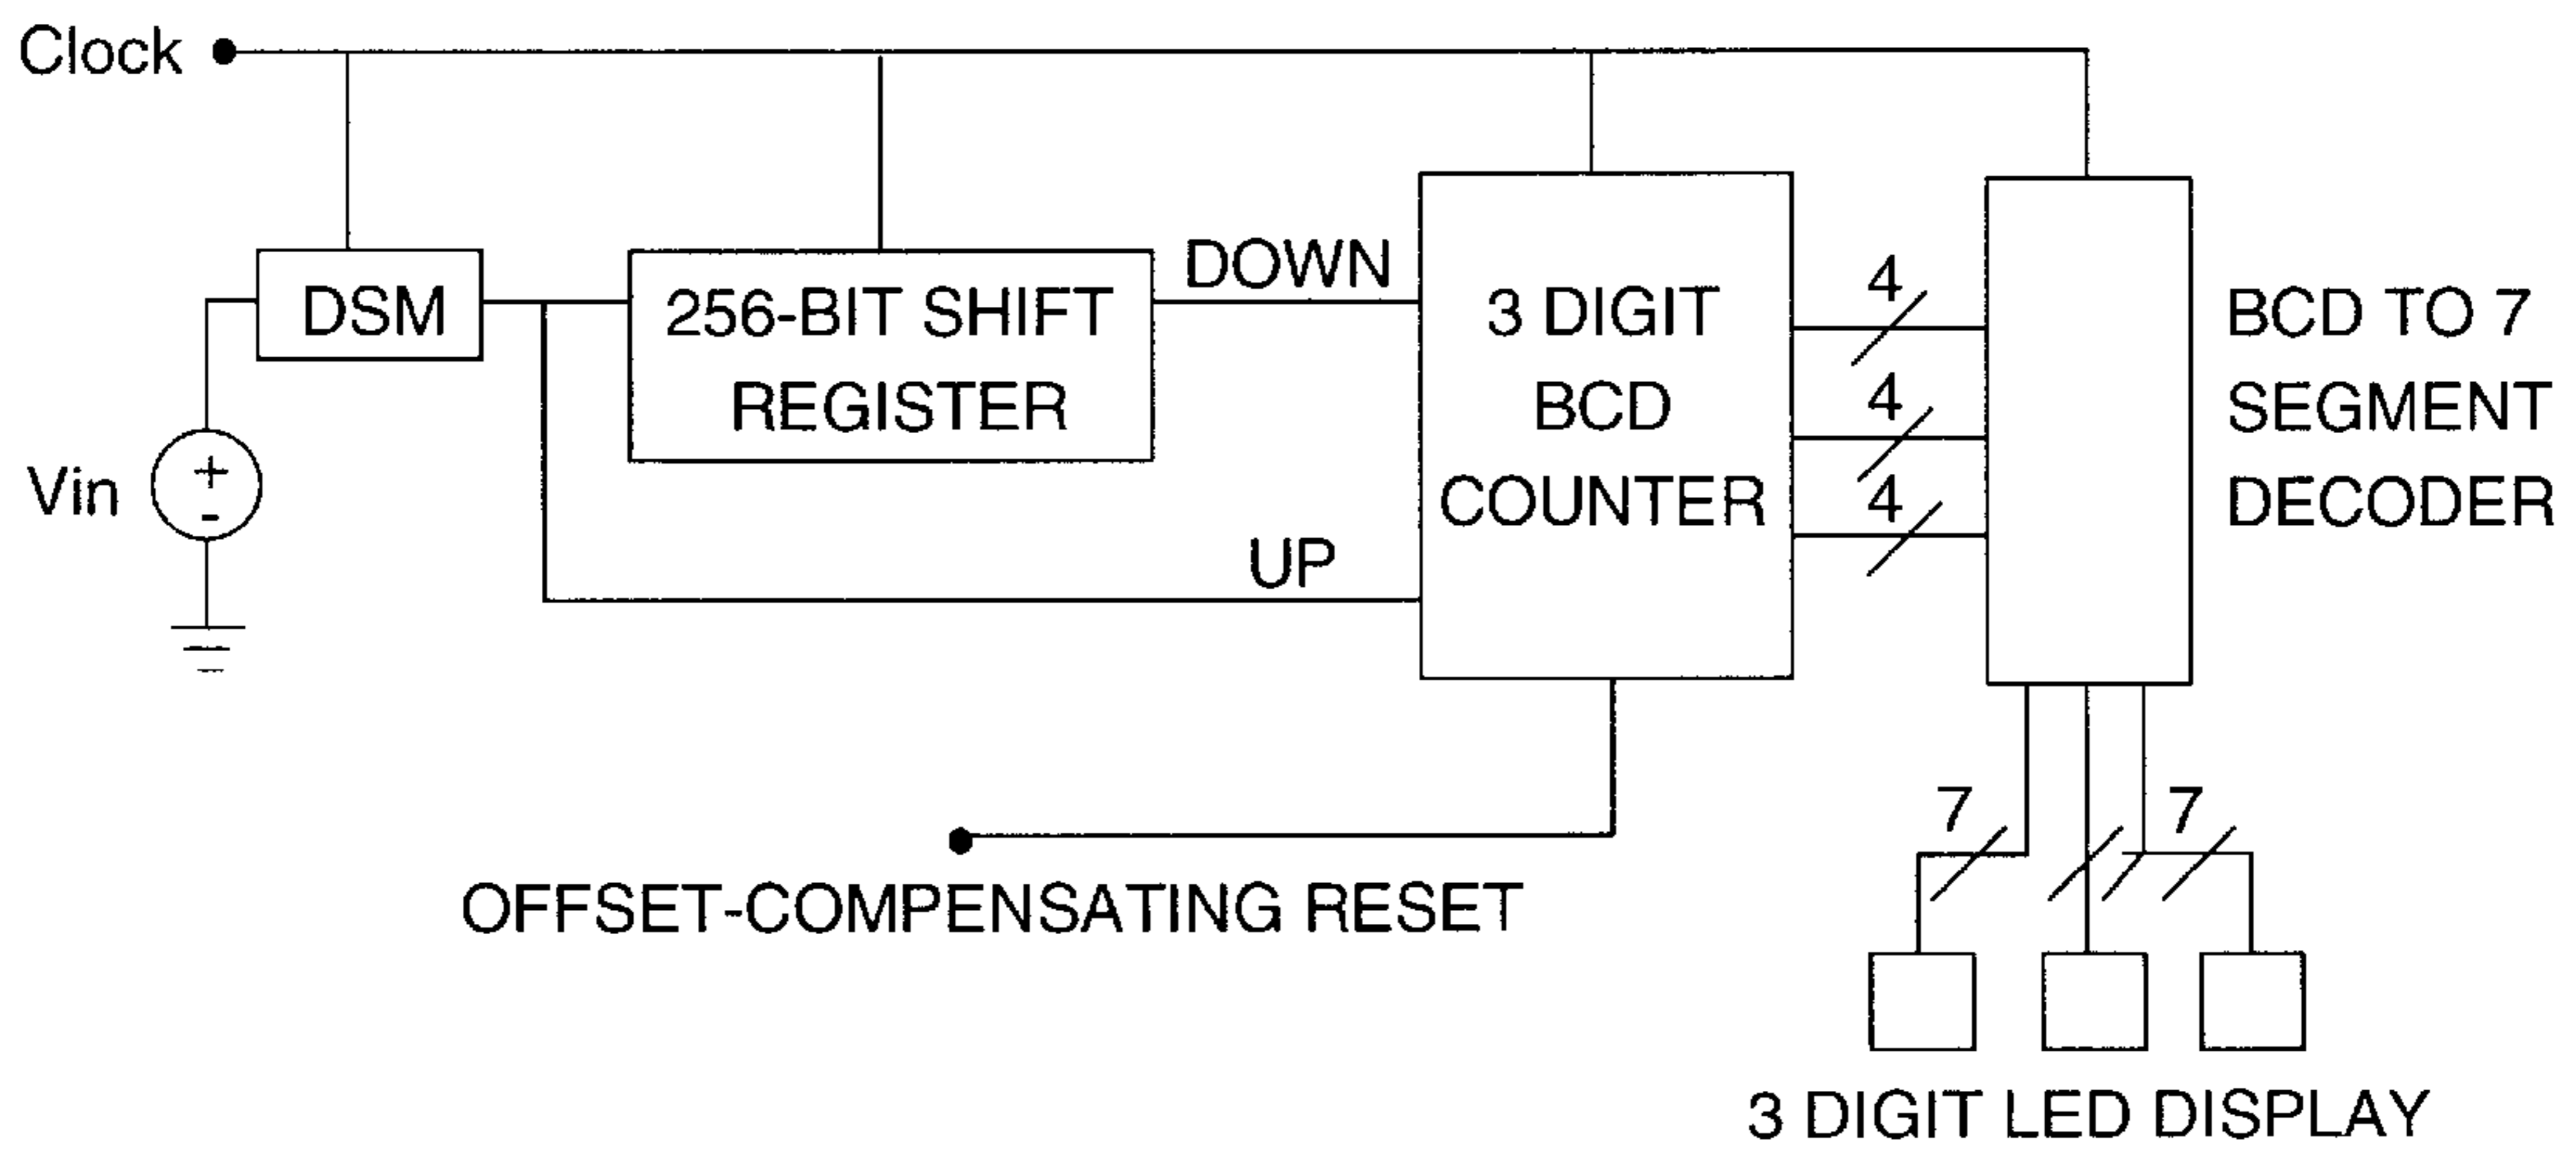 Clock
DSM
256-BIT SHIFT
REGISTER
DOWN
UP
3 DIGIT
BCD
COUNTER
4
4
4
BCD TO 7
SEGMENT
DECODER
Vin
+
-
OFFSET-COMPENSATING RESET
7
7
3 DIGIT LED DISPLAY